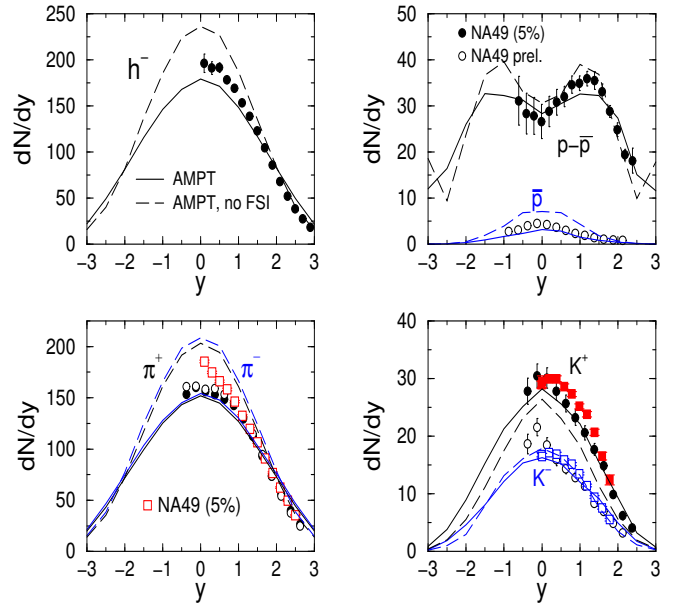 250
200
150
100
50
0
dN/dy
h⁻
AMPT
AMPT, no FSI
−3 −2 −1 0 1 2 3
y
50
40
30
20
10
0
dN/dy
NA49 (5%)
NA49 prel.
p−p̅
p̅
−3 −2 −1 0 1 2 3
y
250
200
150
100
50
0
dN/dy
π⁺ π⁻
NA49 (5%)
−3 −2 −1 0 1 2 3
y
40
30
20
10
0
dN/dy
K⁺
K⁻
−3 −2 −1 0 1 2 3
y